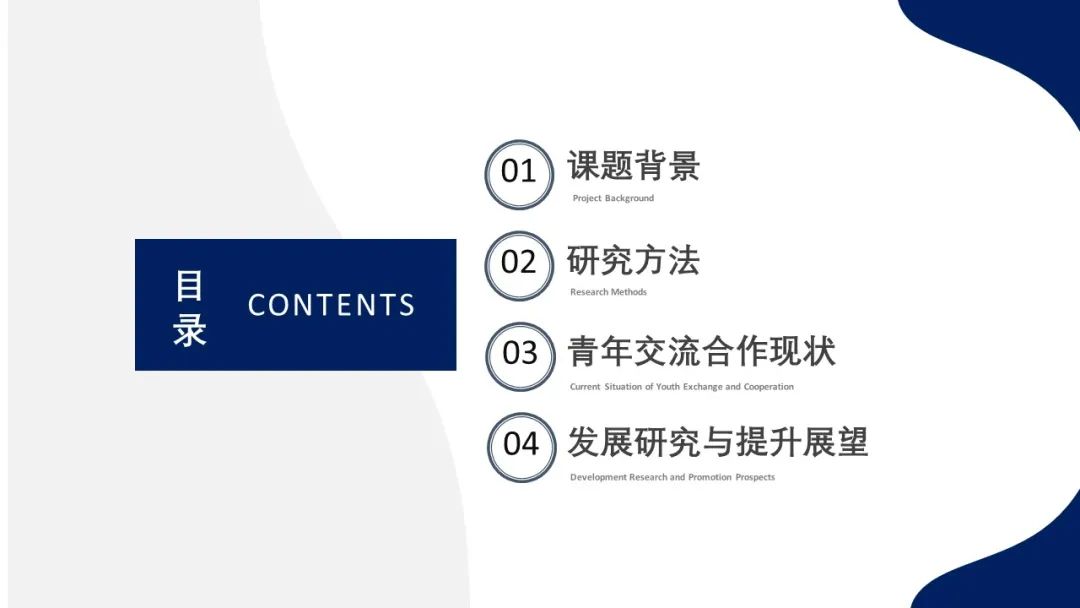 目
录
CONTENTS
01
课题背景
Project Background
02
研究方法
Research Methods
03
青年交流合作现状
Current Situation of Youth Exchange and Cooperation
04
发展研究与提升展望
Development Research and Promotion Prospects